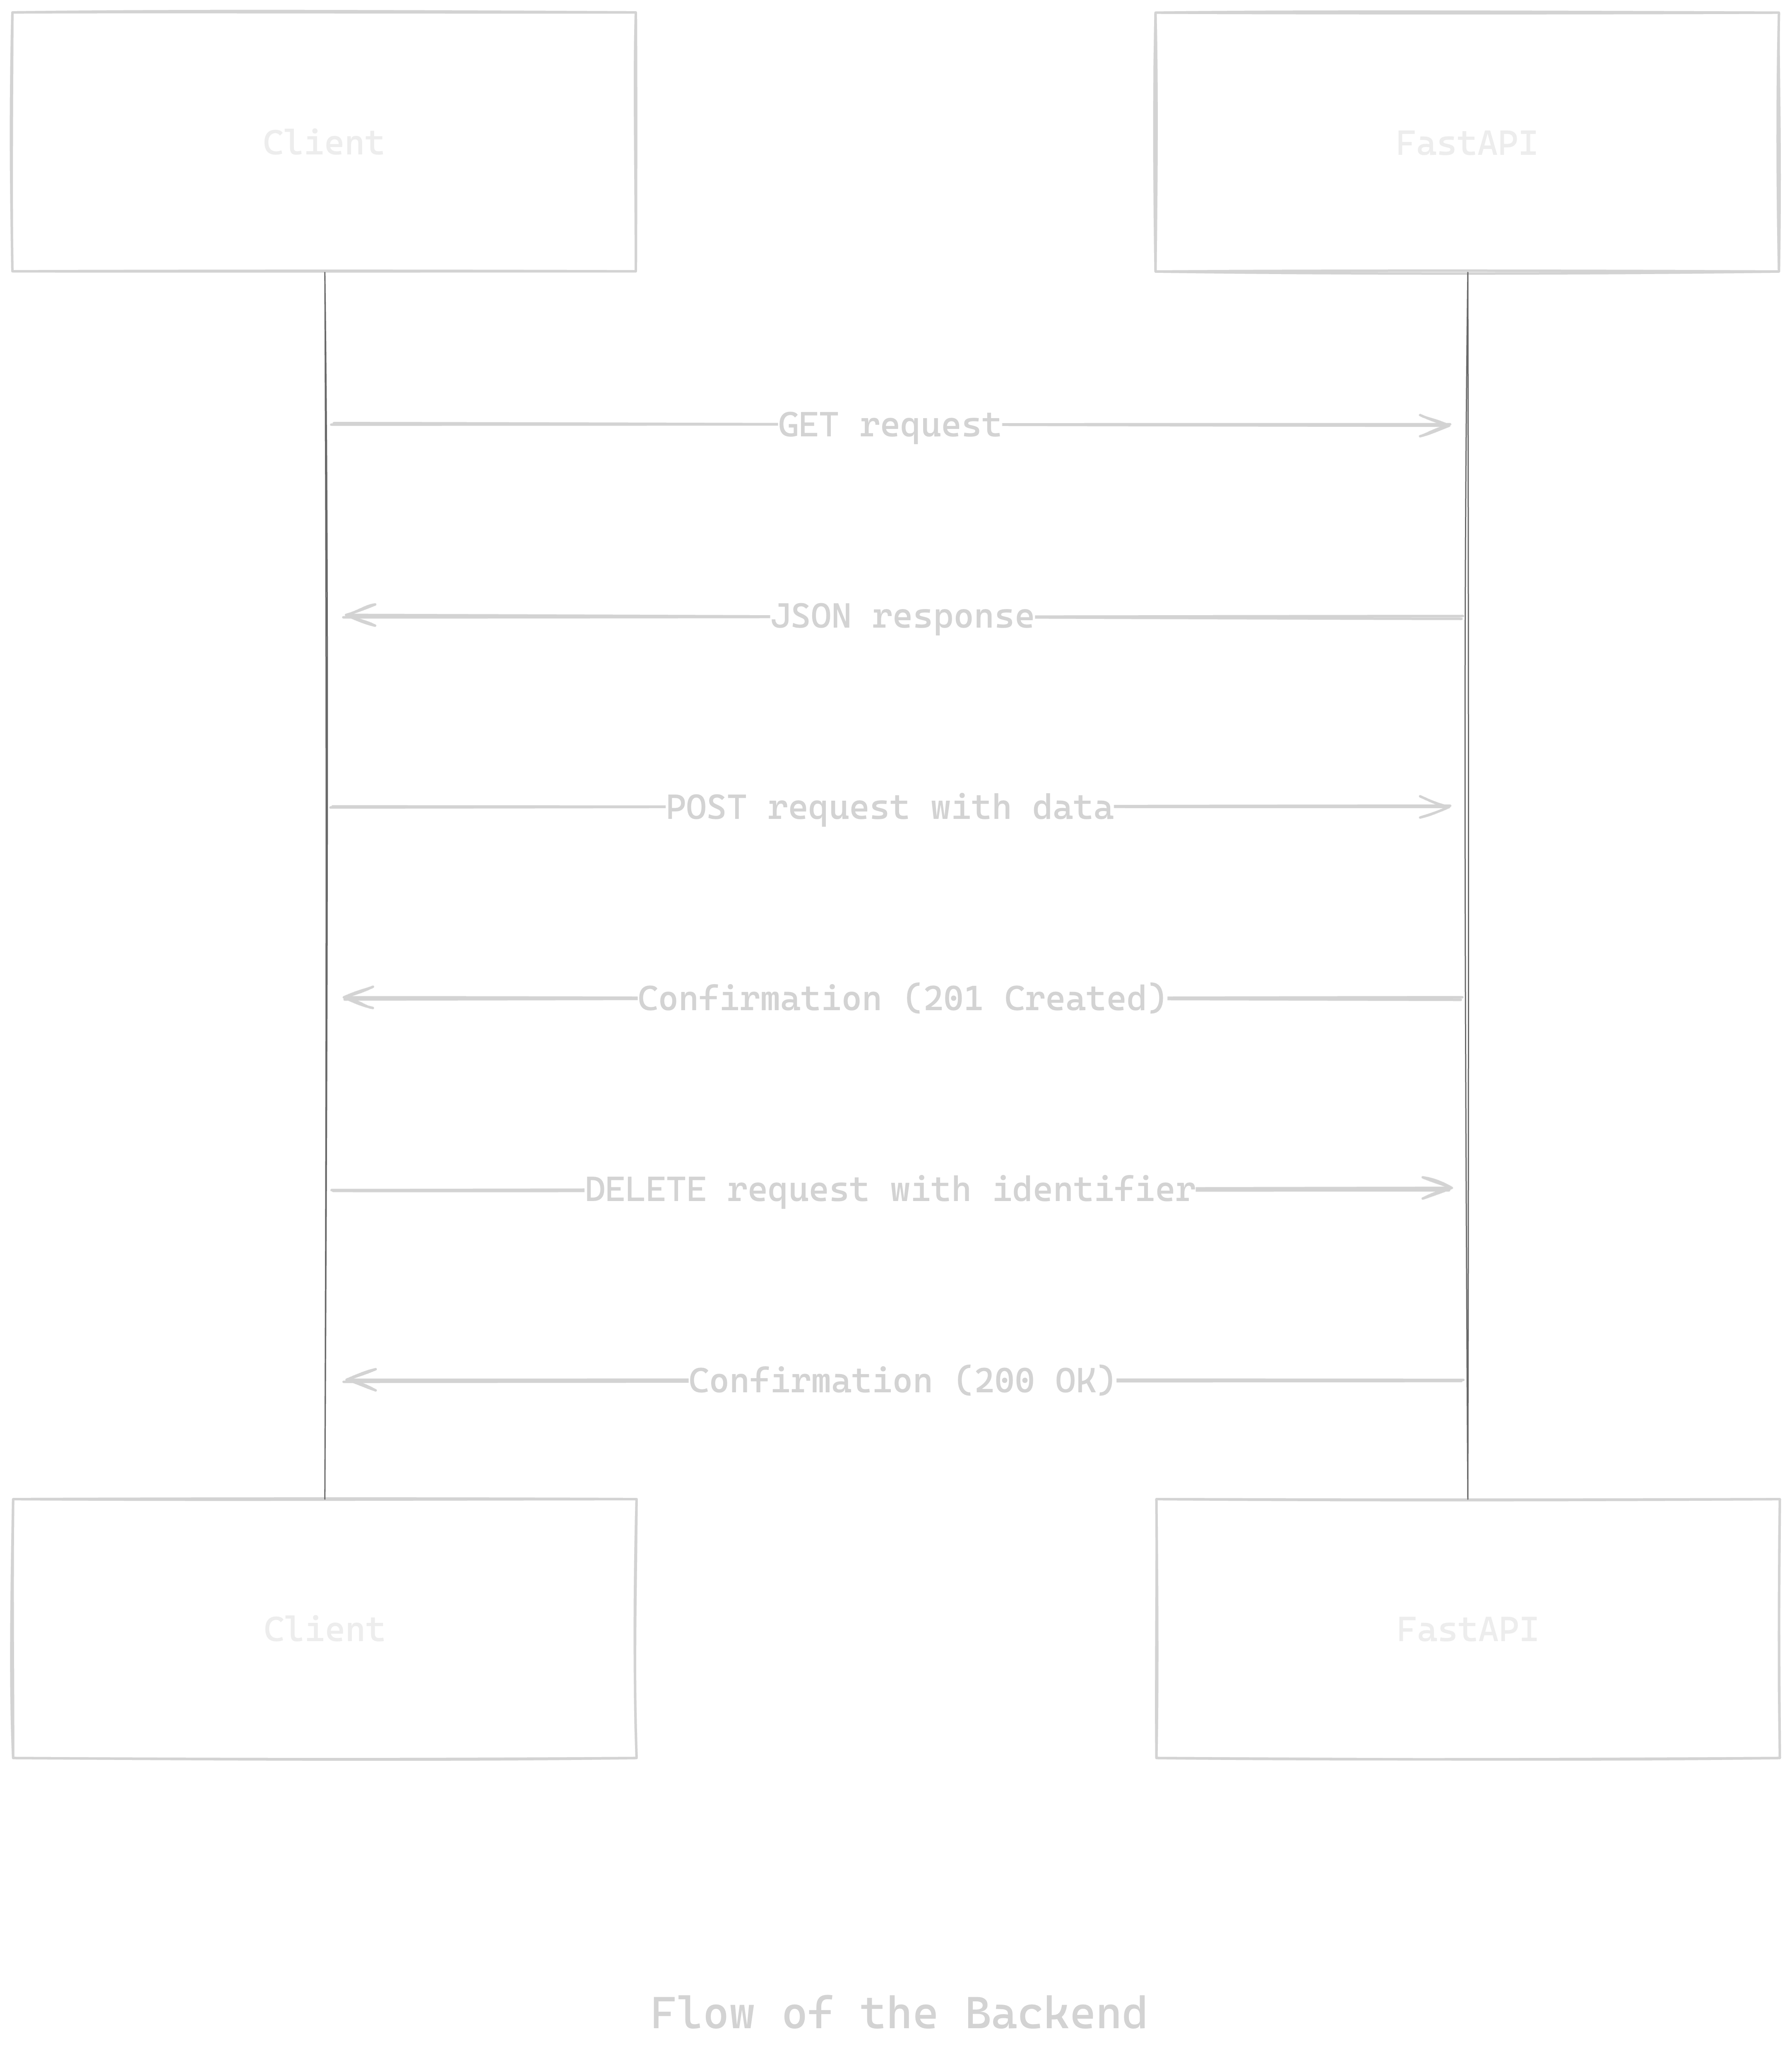 Client
FastAPI
GET request
JSON response
POST request with data
Confirmation (201 Created)
DELETE request with identifier
Confirmation (200 OK)
Client
FastAPI
Flow of the Backend